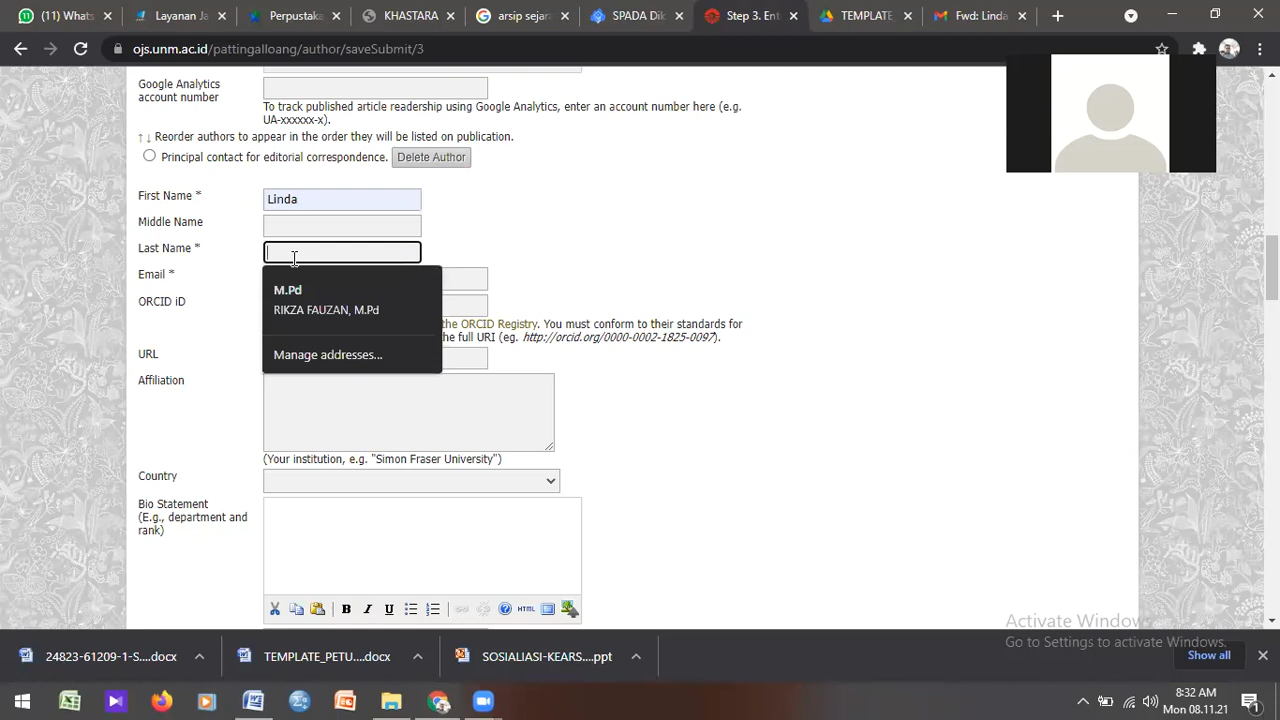 (11) Whats
Layanan Ja
Perpustaka
KHASTARA
arsip sejara
SPADA Dik
Step 3. Ent
TEMPLATE
Fwd: Linda
ojs.unm.ac.id/pattingalloang/author/saveSubmit/3
Google Analytics
account number
To track published article readership using Google Analytics, enter an account number here (e.g.
UA-xxxxxx-x).
↑ ↓ Reorder authors to appear in the order they will be listed on publication.
Principal contact for editorial correspondence. Delete Author
First Name * Linda
Middle Name
Last Name *
Email *
M.Pd
RIKZA FAUZAN, M.Pd
Manage addresses...
ORCID iD
the ORCID Registry. You must conform to their standards for
the full URI (eg. http://orcid.org/0000-0002-1825-0097).
URL
Affiliation
(Your institution, e.g. "Simon Fraser University")
Country
Bio Statement
(E.g., department and
rank)
B I U HTML
Activate Windows
Go to Settings to activate Windows.
24823-61209-1-S....docx
TEMPLATE_PETU....docx
SOSIALIASI-KEARS....ppt
Show all
8:32 AM
Mon 08.11.21